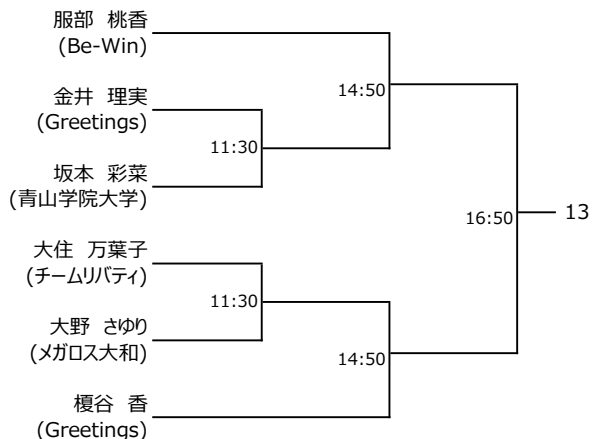 服部 桃香
(Be-Win)
14:50
金井 理実
(Greetings)
11:30
坂本 彩菜
(青山学院大学)
16:50
13
大住 万葉子
(チームリバティ)
11:30
大野 さゆり
(メガロス大和)
14:50
榎谷 香
(Greetings)